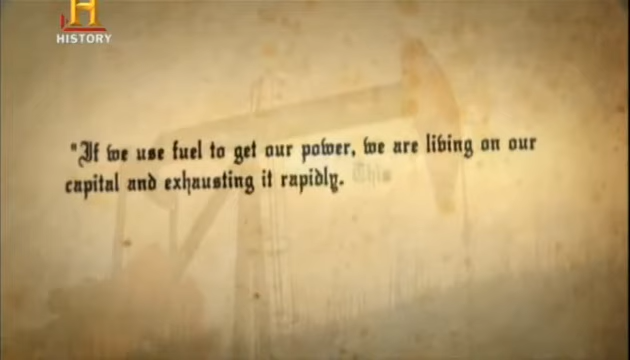 H
HISTORY
"If we use fuel to get our power, we are living on our
capital and exhausting it rapidly. This